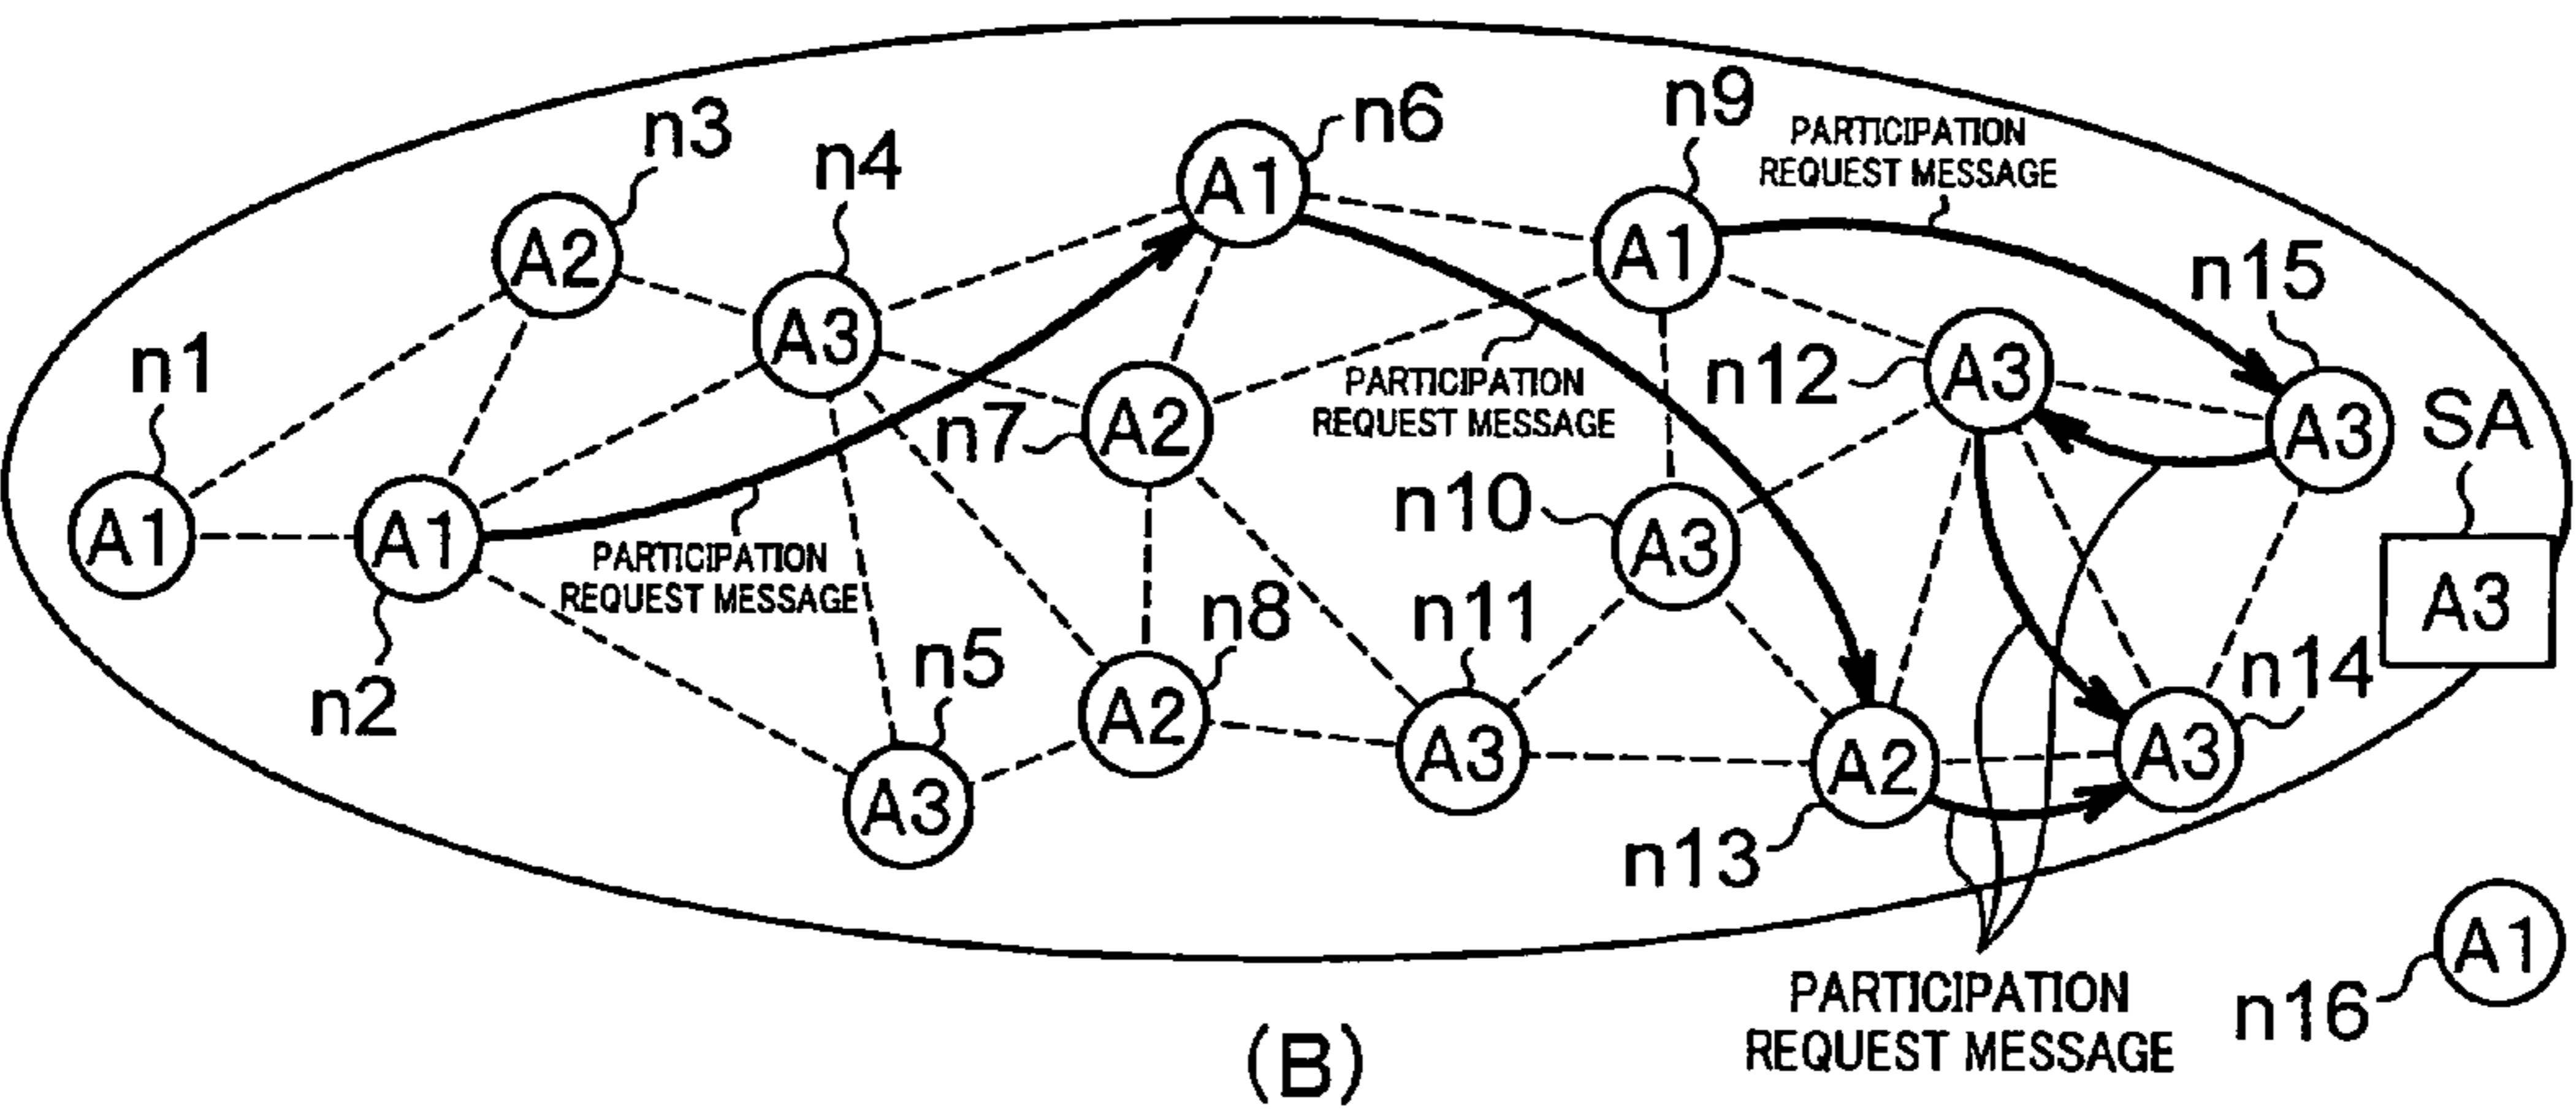 n9
PARTICIPATION
REQUEST MESSAGE
n3
n6
n4
A1
A2
A1
n15
n1
A3
n12
A3
n7
A2
PARTICIPATION
REQUEST MESSAGE
A3
SA
A1
A1
n10
A3
PARTICIPATION
REQUEST MESSAGE
A3
n8
n11
n5
n14
n2
A2
A3
A2
A3
A3
n13
A1
n16
PARTICIPATION
REQUEST MESSAGE
(B)